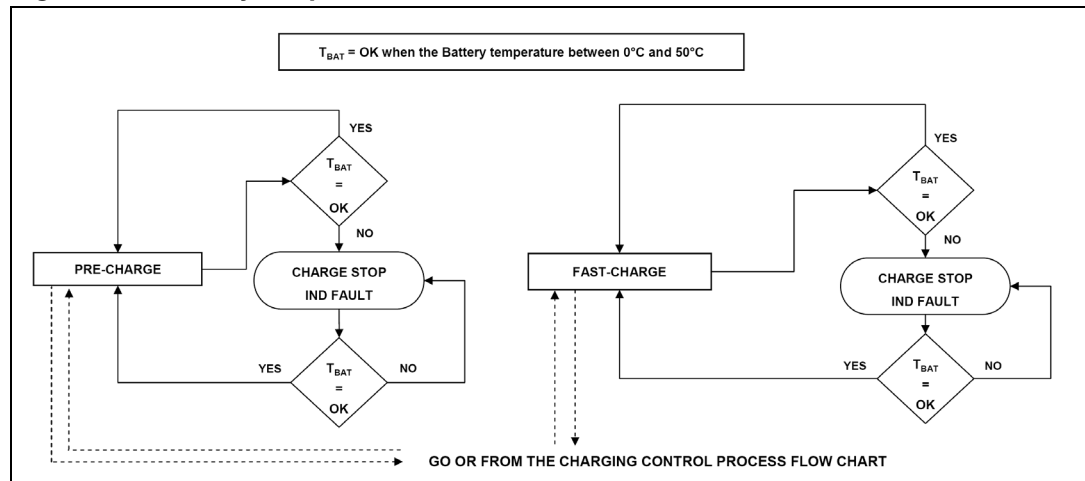 T_BAT = OK when the Battery temperature between 0°C and 50°C
YES
T_BAT
=
OK
NO
PRE-CHARGE
CHARGE STOP
IND FAULT
YES
T_BAT
=
OK
NO
YES
T_BAT
=
OK
NO
FAST-CHARGE
CHARGE STOP
IND FAULT
YES
T_BAT
=
OK
NO
GO OR FROM THE CHARGING CONTROL PROCESS FLOW CHART